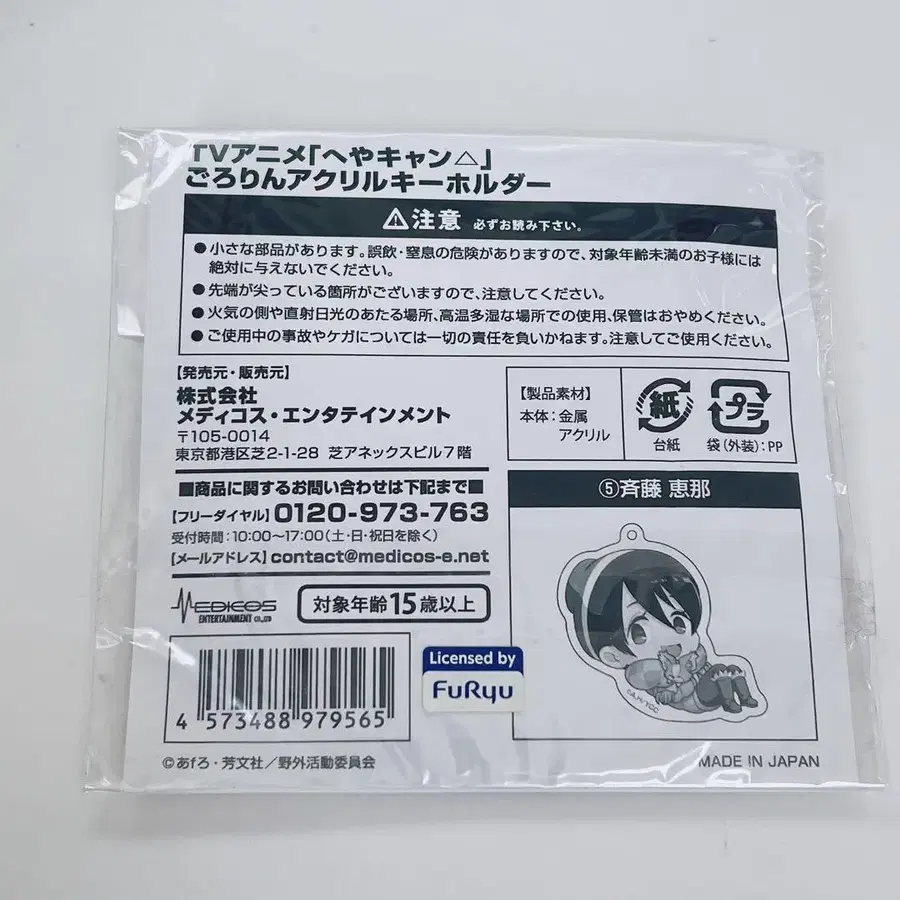 TVアニメ「へやキャン△」
ごろりんアクリルキーホルダー
⚠注意 必ずお読み下さい。
●小さな部品があります。誤飲・窒息の危険がありますので、対象年齢未満のお子様には
絶対に与えないでください。
●先端が尖っている箇所がございますので、注意してください。
●火気の側や直射日光のあたる場所、高温多湿な場所での使用、保管はおやめください。
●ご使用中の事故やケガについては一切の責任を負いかねます。注意してご使用ください。
【発売元・販売元】
株式会社
メディコス・エンタテインメント
〒105-0014
東京都港区芝2-1-28 芝アネックスビル7階
■商品に関するお問い合わせは下記まで■
【フリーダイヤル】0120-973-763
受付時間:10:00〜17:00(土・日・祝日を除く)
【メールアドレス】contact@medicos-e.net
MEDICOS
ENTERTAINMENT CO.,LTD
対象年齢15歳以上
【製品素材】
本体:金属
アクリル
紙
台紙
プラ
袋(外装):PP
⑤斉藤 恵那
©A.H/YCC
4 573488 979565
Licensed by
FuRyu
©あfろ・芳文社／野外活動委員会
MADE IN JAPAN